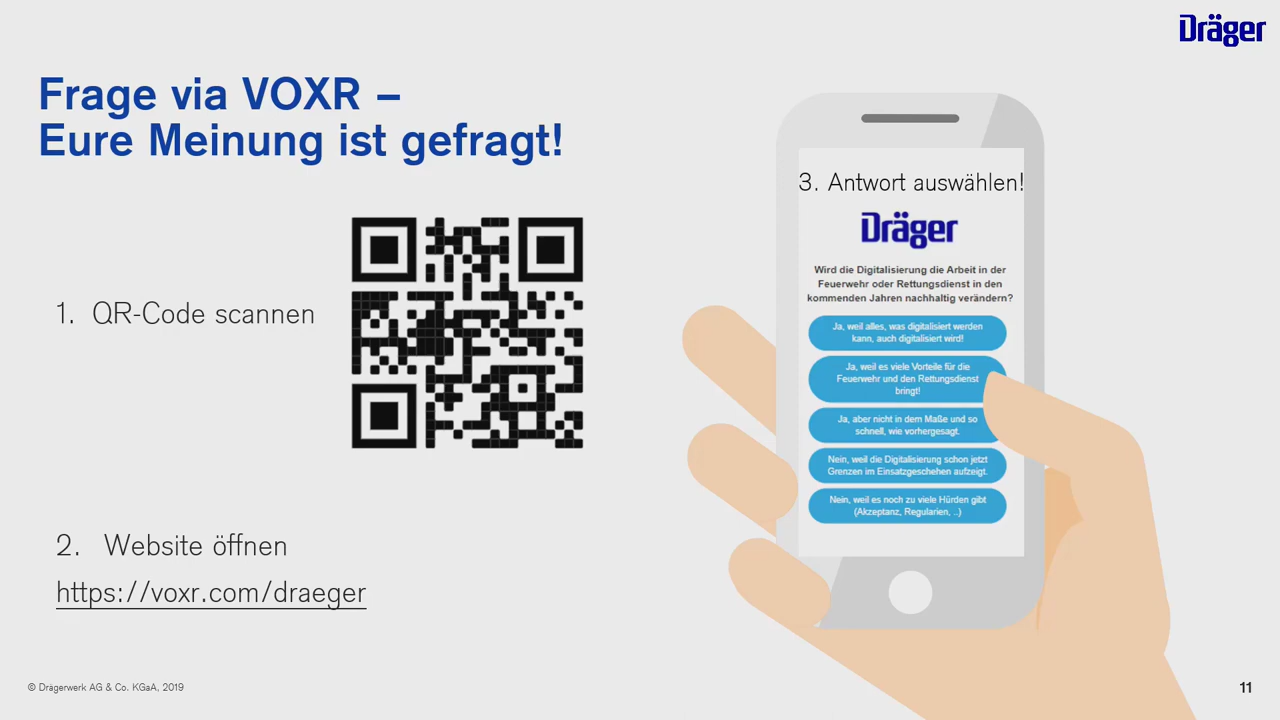 Dräger
Frage via VOXR –
Eure Meinung ist gefragt!
1. QR-Code scannen
2. Website öffnen
https://voxr.com/draeger
3. Antwort auswählen!
Dräger
Wird die Digitalisierung die Arbeit in der
Feuerwehr oder Rettungsdienst in den
kommenden Jahren nachhaltig verändern?
Ja, weil alles, was digitalisiert werden
kann, auch digitalisiert wird!
Ja, weil es viele Vorteile für die
Feuerwehr und den Rettungsdienst
bringt!
Ja, aber nicht in dem Maße und so
schnell, wie vorhergesagt.
Nein, weil die Digitalisierung schon jetzt
Grenzen im Einsatzgeschehen aufzeigt.
Nein, weil es noch zu viele Hürden gibt
(Akzeptanz, Regularien, ..)
© Drägerwerk AG & Co. KGaA, 2019
11